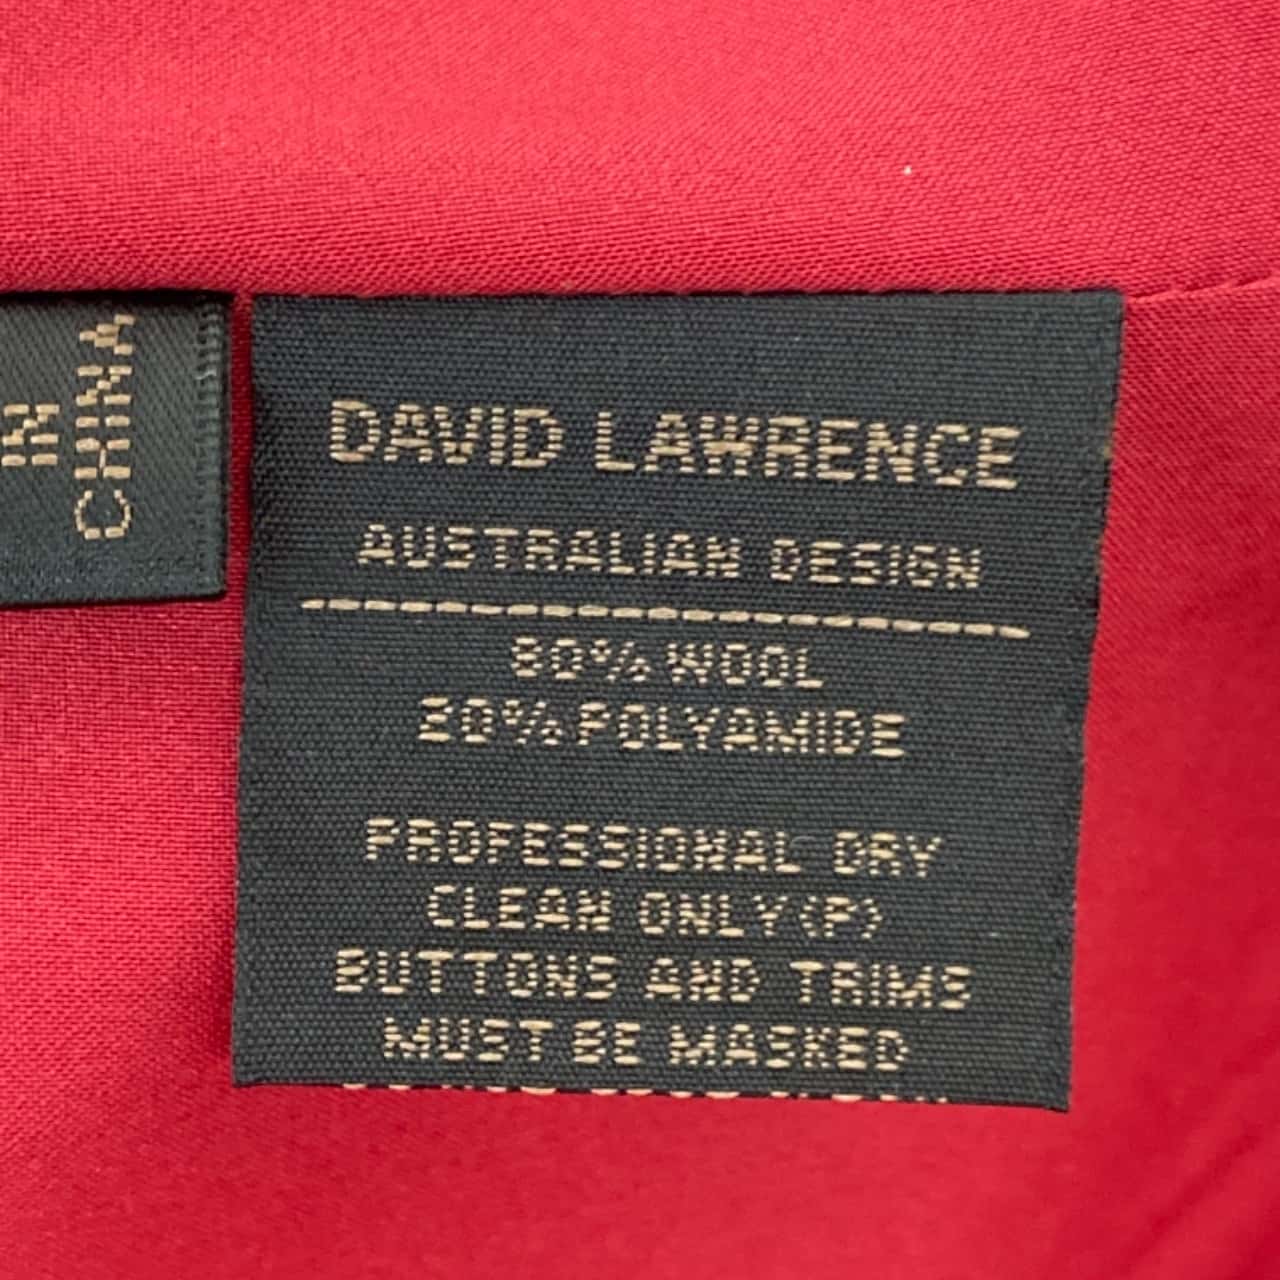 IN
CHINA
DAVID LAWRENCE
AUSTRALIAN DESIGN
80% WOOL
20% POLYAMIDE
PROFESSIONAL DRY
CLEAN ONLY (P)
BUTTONS AND TRIMS
MUST BE MASKED